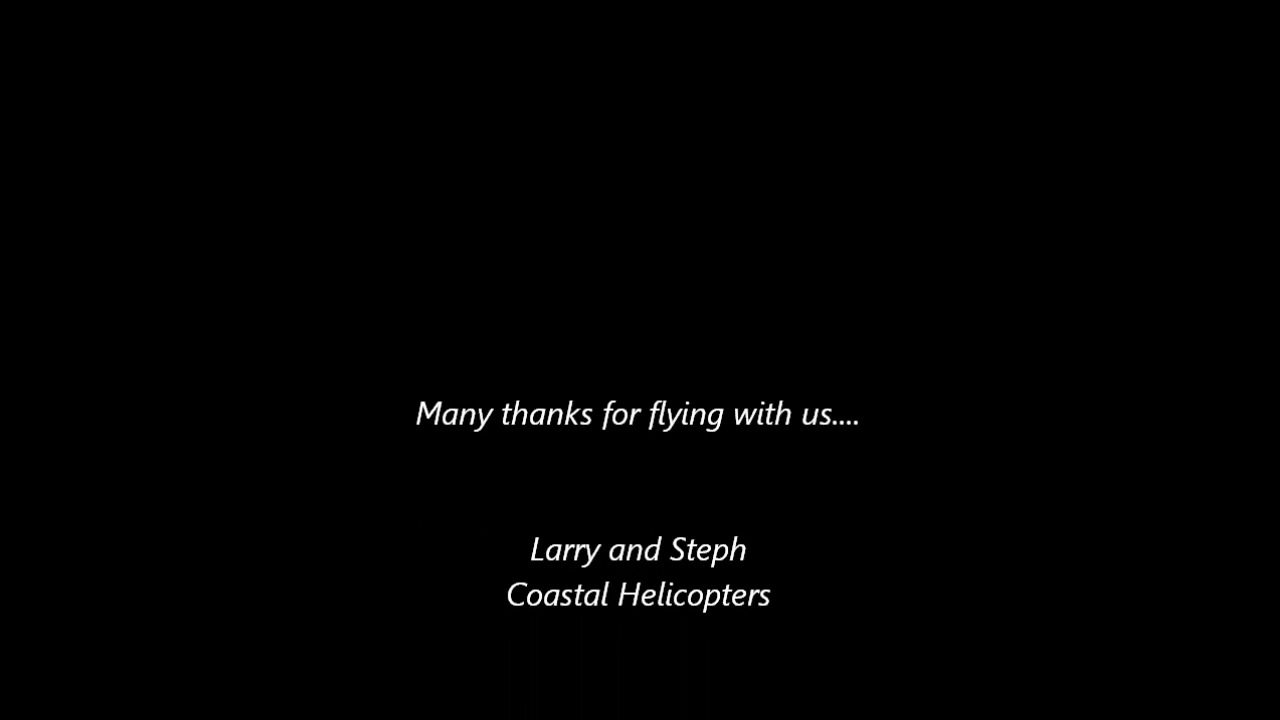 Many thanks for flying with us....
Larry and Steph
Coastal Helicopters